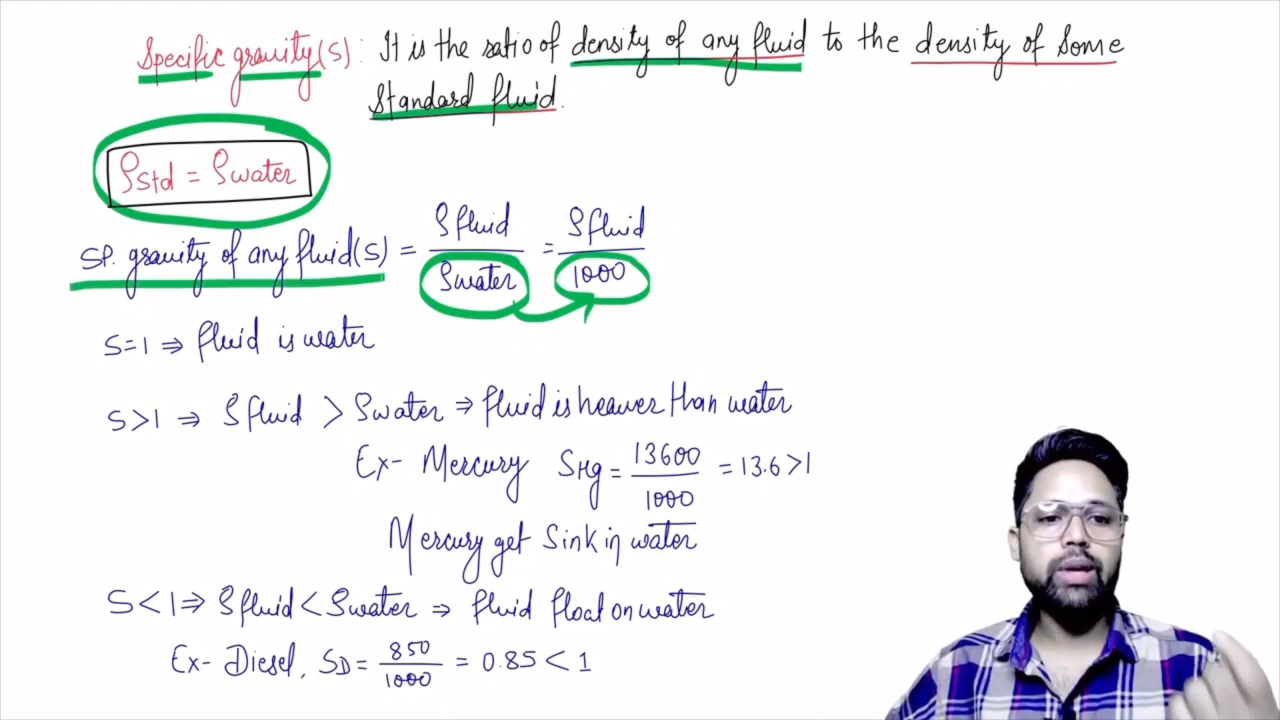 Specific gravity(S): It is the ratio of density of any fluid to the density of Some
Standard fluid.
ρstd = ρwater
SP. gravity of any fluid(S) = ρfluid/ρwater = ρfluid/1000
S=1 ⇒ fluid is water
S>1 ⇒ ρfluid > ρwater ⇒ fluid is heavier than water
Ex- Mercury SHg = 13600/1000 = 13.6>1
Mercury get Sink in water
S<1 ⇒ ρfluid < ρwater ⇒ fluid float on water
Ex- Diesel, SD = 850/1000 = 0.85 < 1